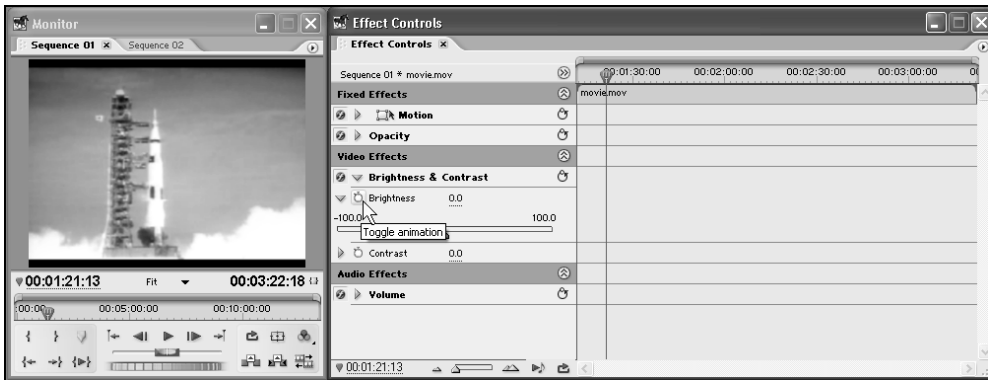 Monitor
Sequence 01 Sequence 02
00:01:21:13 Fit 00:03:22:18
00:05:00:00 00:10:00:00
Effect Controls
Effect Controls
Sequence 01 * movie.mov
Fixed Effects
Motion
Opacity
Video Effects
Brightness & Contrast
Brightness 0.0
-100.0 100.0
Toggle animation
Contrast 0.0
Audio Effects
Volume
00:01:21:13
00:01:30:00 00:02:00:00 00:02:30:00 00:03:00:00
movie.mov